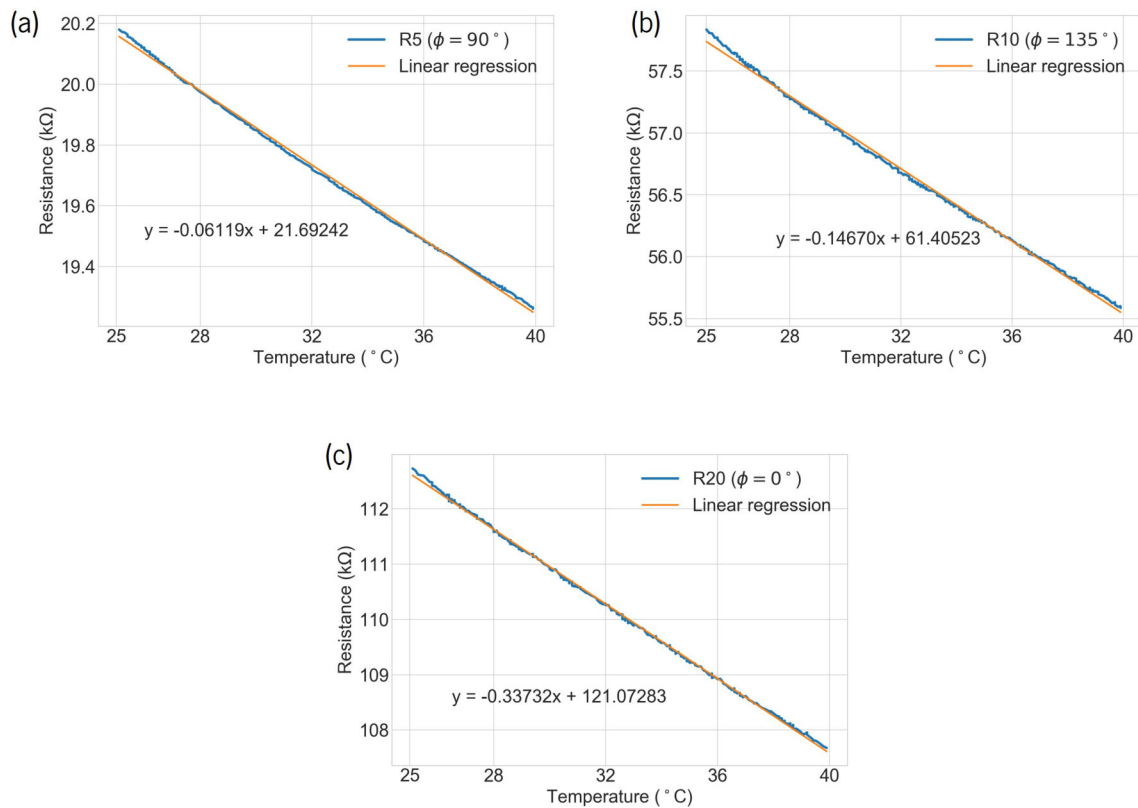 (a)
20.2
20.0
19.8
19.6
19.4
Resistance (kΩ)
R5 (ϕ = 90°)
Linear regression
y = -0.06119x + 21.69242
25 28 32 36 40
Temperature (°C)
(b)
57.5
57.0
56.5
56.0
55.5
Resistance (kΩ)
R10 (ϕ = 135°)
Linear regression
y = -0.14670x + 61.40523
25 28 32 36 40
Temperature (°C)
(c)
112
111
110
109
108
Resistance (kΩ)
R20 (ϕ = 0°)
Linear regression
y = -0.33732x + 121.07283
25 28 32 36 40
Temperature (°C)